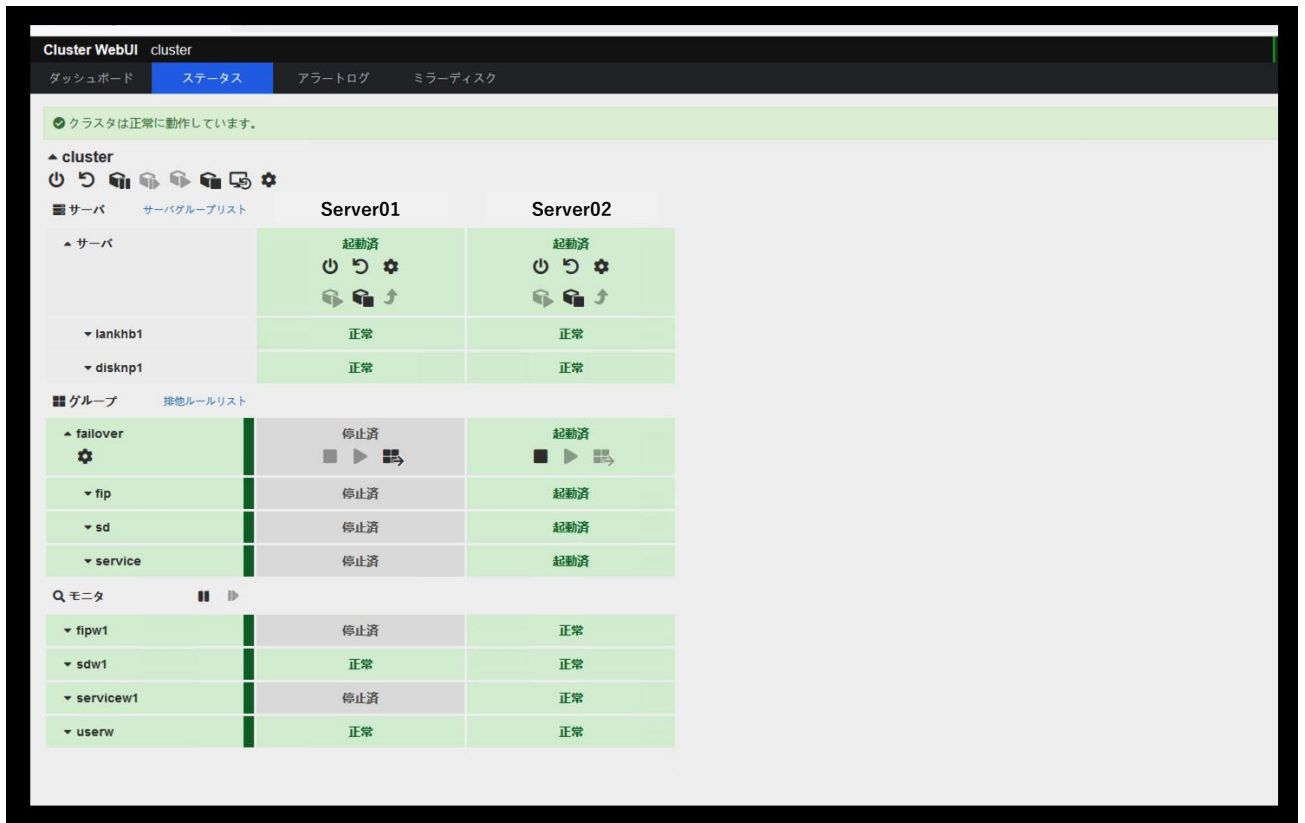 Cluster WebUI cluster
ダッシュボード ステータス アラートログ ミラーディスク
クラスタは正常に動作しています。
cluster
サーバ サーバグループリスト Server01 Server02
サーバ 起動済 起動済
lankhb1 正常 正常
disknp1 正常 正常
グループ 排他ルールリスト
failover 停止済 起動済
fip 停止済 起動済
sd 停止済 起動済
service 停止済 起動済
モニタ
fipw1 停止済 正常
sdw1 正常 正常
servicew1 停止済 正常
userw 正常 正常